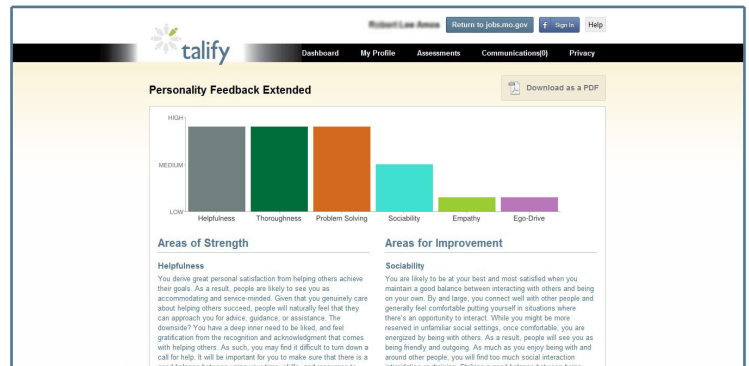 Return to jobs.mo.gov
f Sign In
Help
talify
Dashboard My Profile Assessments Communications(0) Privacy
Personality Feedback Extended
Download as a PDF
HIGH
MEDIUM
LOW
Helpfulness Thoroughness Problem Solving Sociability Empathy Ego-Drive
Areas of Strength
Helpfulness
You derive great personal satisfaction from helping others achieve
their goals. As a result, people are likely to see you as
accommodating and service-minded. Given that you genuinely care
about helping others succeed, people will naturally feel that they
can approach you for advice, guidance, or assistance. The
downside? You have a deep inner need to be liked, and feel
gratification from the recognition and acknowledgment that comes
with helping others. As such, you may find it difficult to turn down a
call for help. It will be important for you to make sure that there is a
Areas for Improvement
Sociability
You are likely to be at your best and most satisfied when you
maintain a good balance between interacting with others and being
on your own. By and large, you connect well with other people and
generally feel comfortable putting yourself in situations where
there's an opportunity to interact. While you might be more
reserved in unfamiliar social settings, once comfortable, you are
energized by being with others. As a result, people will see you as
being friendly and outgoing. As much as you enjoy being with and
around other people, you will find too much social interaction